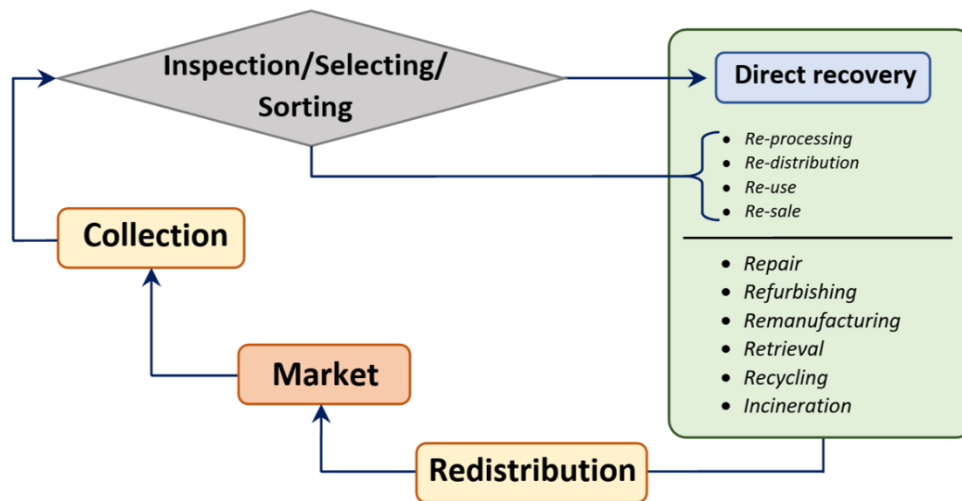 Inspection/Selecting/
Sorting
Direct recovery
• Re-processing
• Re-distribution
• Re-use
• Re-sale
Collection
• Repair
• Refurbishing
• Remanufacturing
• Retrieval
• Recycling
• Incineration
Market
Redistribution